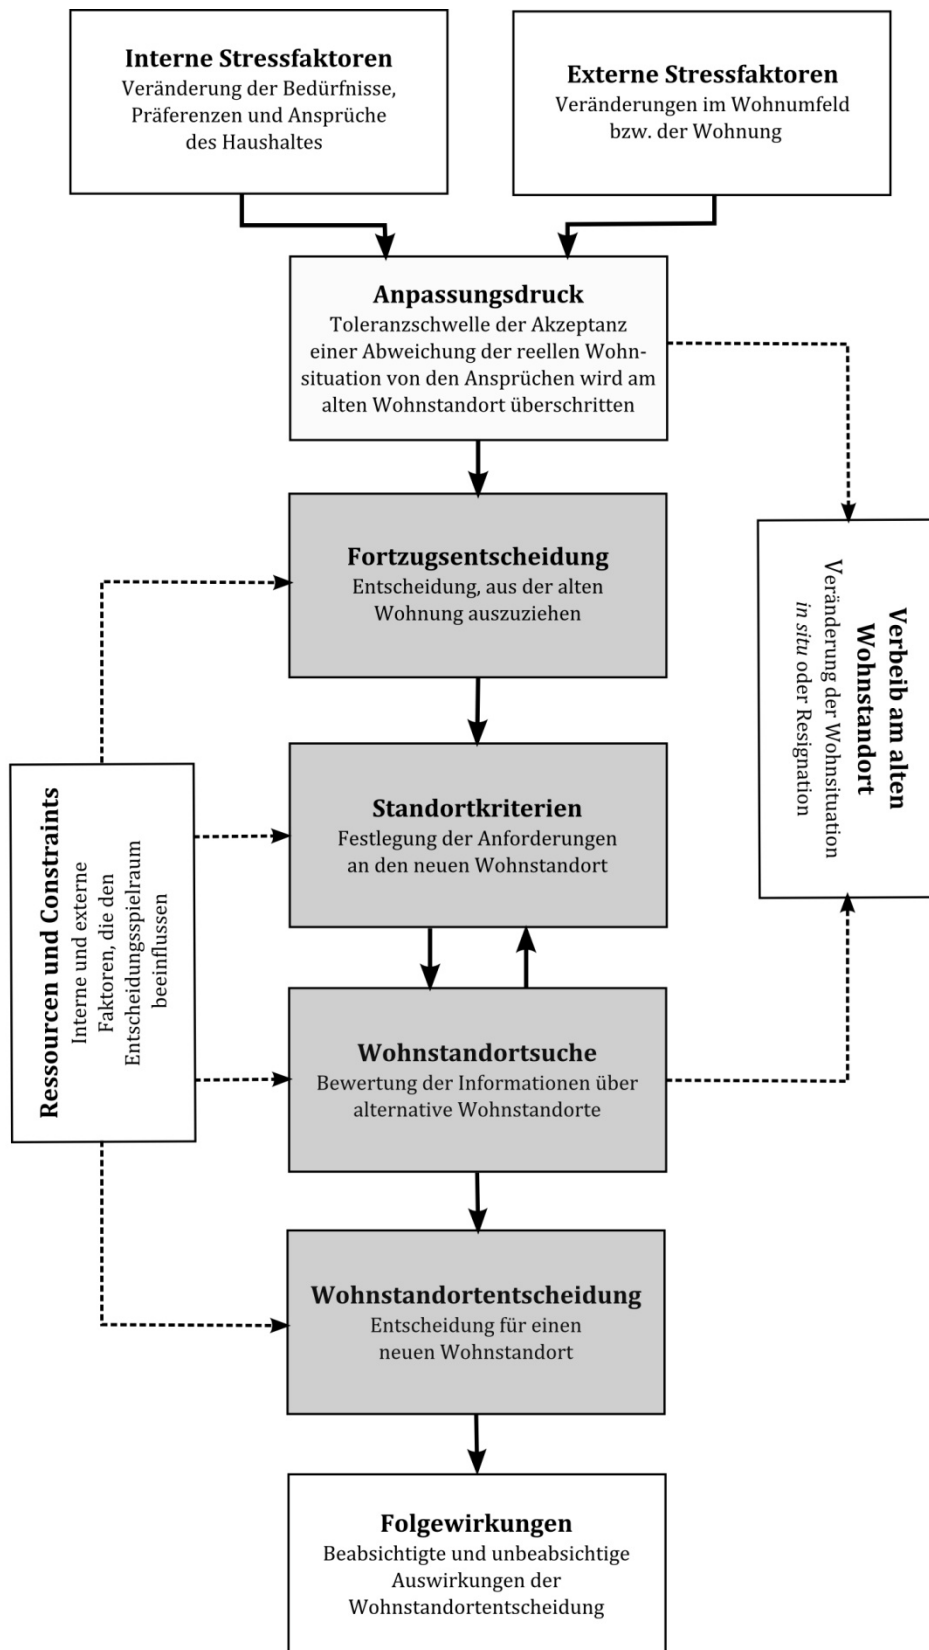 Interne Stressfaktoren
Veränderung der Bedürfnisse,
Präferenzen und Ansprüche
des Haushaltes
Externe Stressfaktoren
Veränderungen im Wohnumfeld
bzw. der Wohnung
Anpassungsdruck
Toleranzschwelle der Akzeptanz
einer Abweichung der reellen Wohn-
situation von den Ansprüchen wird am
alten Wohnstandort überschritten
Fortzugsentscheidung
Entscheidung, aus der alten
Wohnung auszuziehen
Verbeib am alten
Wohnstandort
Veränderung der Wohnsituation
in situ oder Resignation
Standortkriterien
Festlegung der Anforderungen
an den neuen Wohnstandort
Ressourcen und Constraints
Interne und externe
Faktoren, die den
Entscheidungsspielraum
beeinflussen
Wohnstandortsuche
Bewertung der Informationen über
alternative Wohnstandorte
Wohnstandortentscheidung
Entscheidung für einen
neuen Wohnstandort
Folgewirkungen
Beabsichtigte und unbeabsichtige
Auswirkungen der
Wohnstandortentscheidung